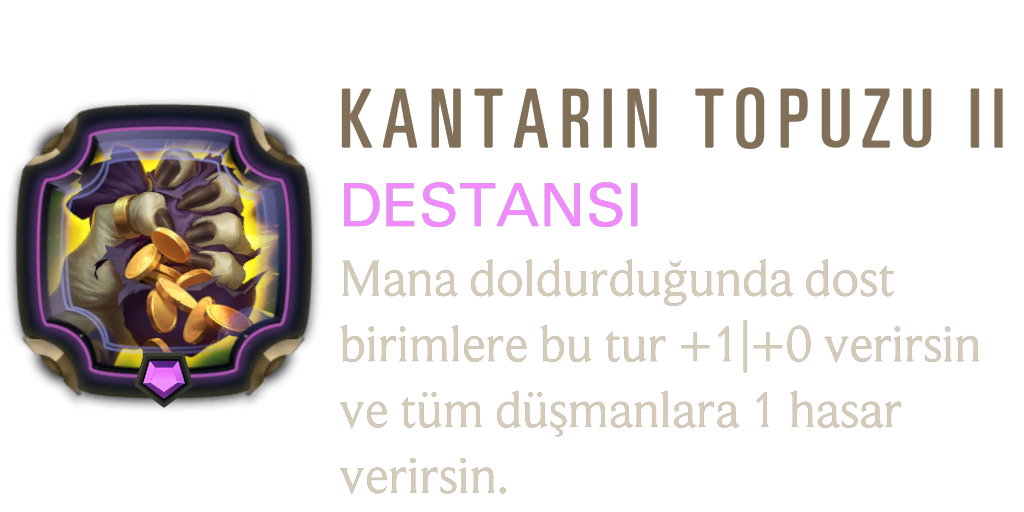 KANTARIN TOPUZU II
DESTANSI
Mana doldurduğunda dost
birimlere bu tur +1|+0 verirsin
ve tüm düşmanlara 1 hasar
verirsin.